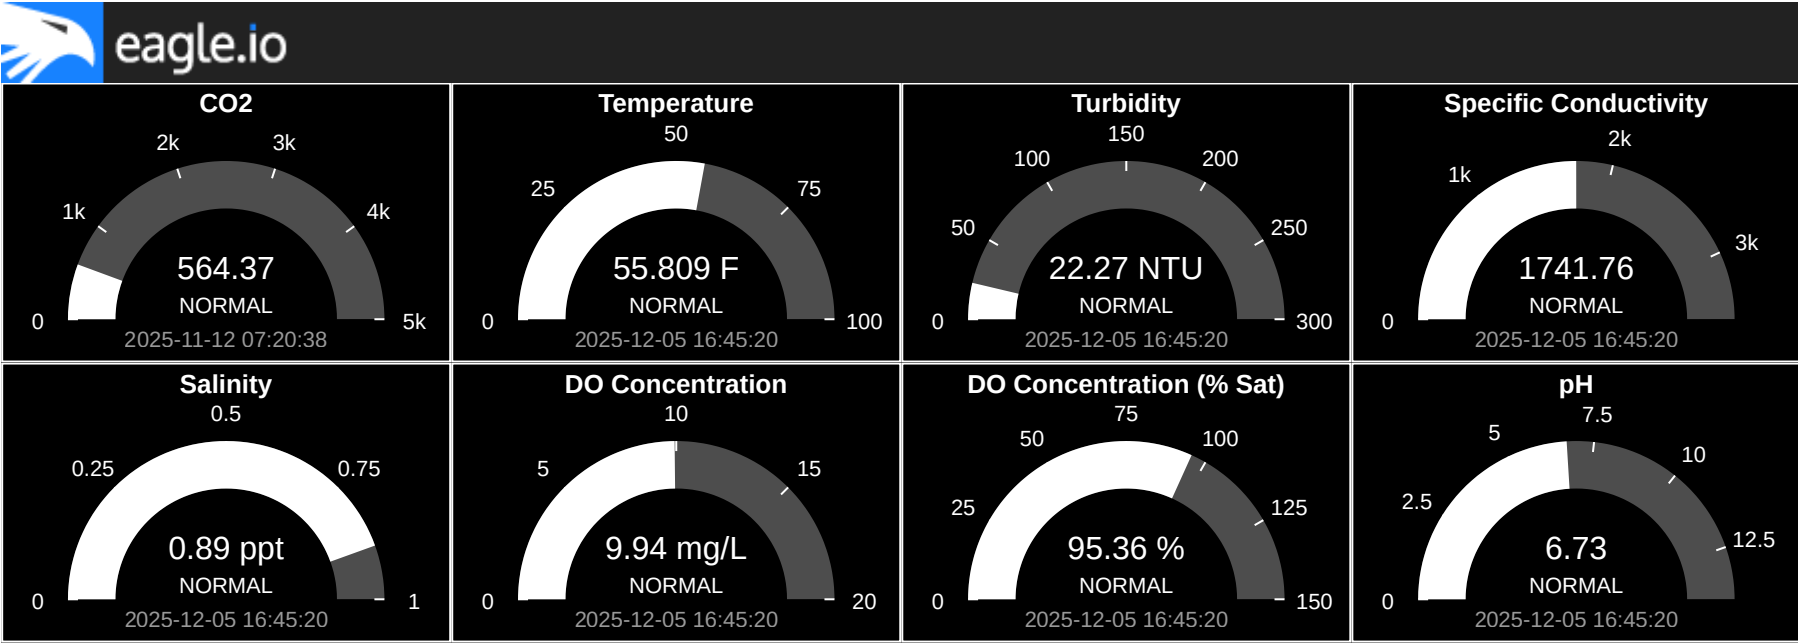 eagle.io
CO2
0 1k 2k 3k 4k 5k
564.37
NORMAL
2025-11-12 07:20:38
Temperature
0 25 50 75 100
55.809 F
NORMAL
2025-12-05 16:45:20
Turbidity
0 50 100 150 200 250 300
22.27 NTU
NORMAL
2025-12-05 16:45:20
Specific Conductivity
0 1k 2k 3k
1741.76
NORMAL
2025-12-05 16:45:20
Salinity
0 0.25 0.5 0.75 1
0.89 ppt
NORMAL
2025-12-05 16:45:20
DO Concentration
0 5 10 15 20
9.94 mg/L
NORMAL
2025-12-05 16:45:20
DO Concentration (% Sat)
0 25 50 75 100 125 150
95.36 %
NORMAL
2025-12-05 16:45:20
pH
0 2.5 5 7.5 10 12.5
6.73
NORMAL
2025-12-05 16:45:20